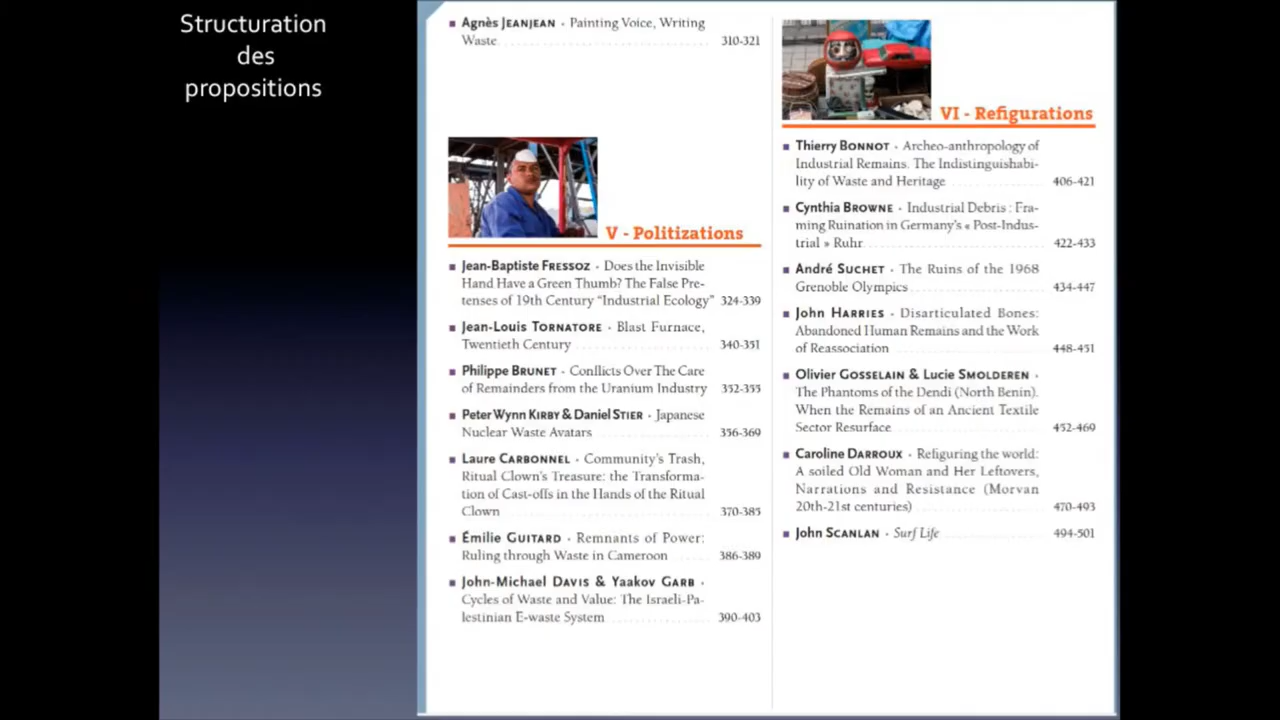 Structuration
des
propositions
Agnès JEANJEAN • Painting Voice, Writing
Waste 310-321
V - Politizations
Jean-Baptiste FRESSOZ • Does the Invisible
Hand Have a Green Thumb? The False Pre-
tenses of 19th Century “Industrial Ecology” 324-339
Jean-Louis TORNATORE • Blast Furnace,
Twentieth Century 340-351
Philippe BRUNET • Conflicts Over The Care
of Remainders from the Uranium Industry 352-355
Peter Wynn KIRBY & Daniel STIER • Japanese
Nuclear Waste Avatars 356-369
Laure CARBONNEL • Community's Trash,
Ritual Clown's Treasure: the Transforma-
tion of Cast-offs in the Hands of the Ritual
Clown 370-385
Émilie GUITARD • Remnants of Power:
Ruling through Waste in Cameroon 386-389
John-Michael DAVIS & Yaakov GARB •
Cycles of Waste and Value: The Israeli-Pa-
lestinian E-waste System 390-403
VI - Refigurations
Thierry BONNOT • Archeo-anthropology of
Industrial Remains. The Indistinguishabi-
lity of Waste and Heritage 406-421
Cynthia BROWNE • Industrial Debris : Fra-
ming Ruination in Germany's « Post-Indus-
trial » Ruhr 422-433
André SUCHET • The Ruins of the 1968
Grenoble Olympics 434-447
John HARRIES • Disarticulated Bones:
Abandoned Human Remains and the Work
of Reassociation 448-451
Olivier GOSSELAIN & Lucie SMOLDEREN •
The Phantoms of the Dendi (North Benin).
When the Remains of an Ancient Textile
Sector Resurface 452-469
Caroline DARROUX • Refiguring the world:
A soiled Old Woman and Her Leftovers,
Narrations and Resistance (Morvan
20th-21st centuries) 470-493
John SCANLAN • Surf Life 494-501